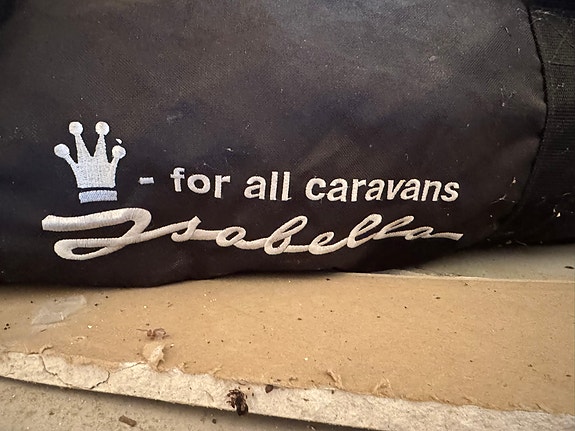 - for all caravans
Isabella